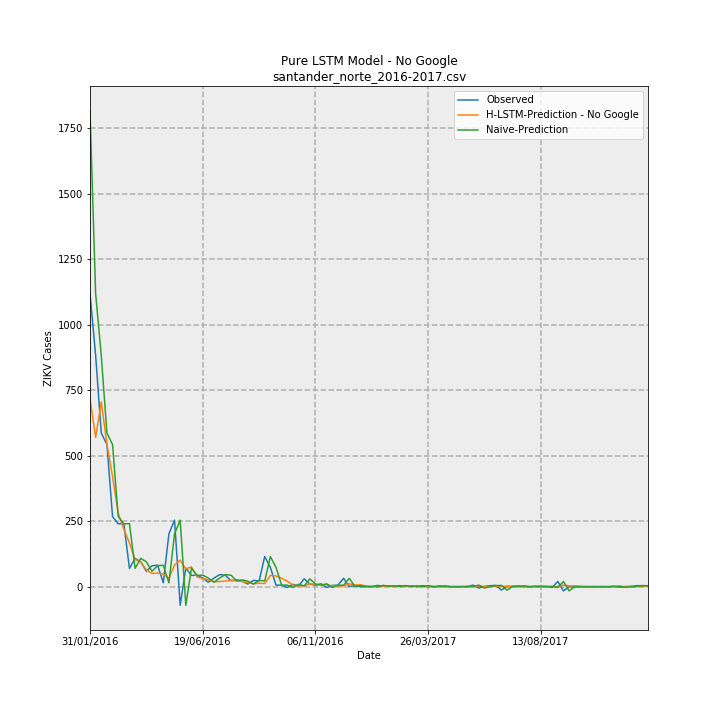 Pure LSTM Model - No Google
santander_norte_2016-2017.csv
Observed
H-LSTM-Prediction - No Google
Naive-Prediction
1750
1500
1250
1000
750
500
250
0
ZIKV Cases
31/01/2016
19/06/2016
06/11/2016
26/03/2017
13/08/2017
Date